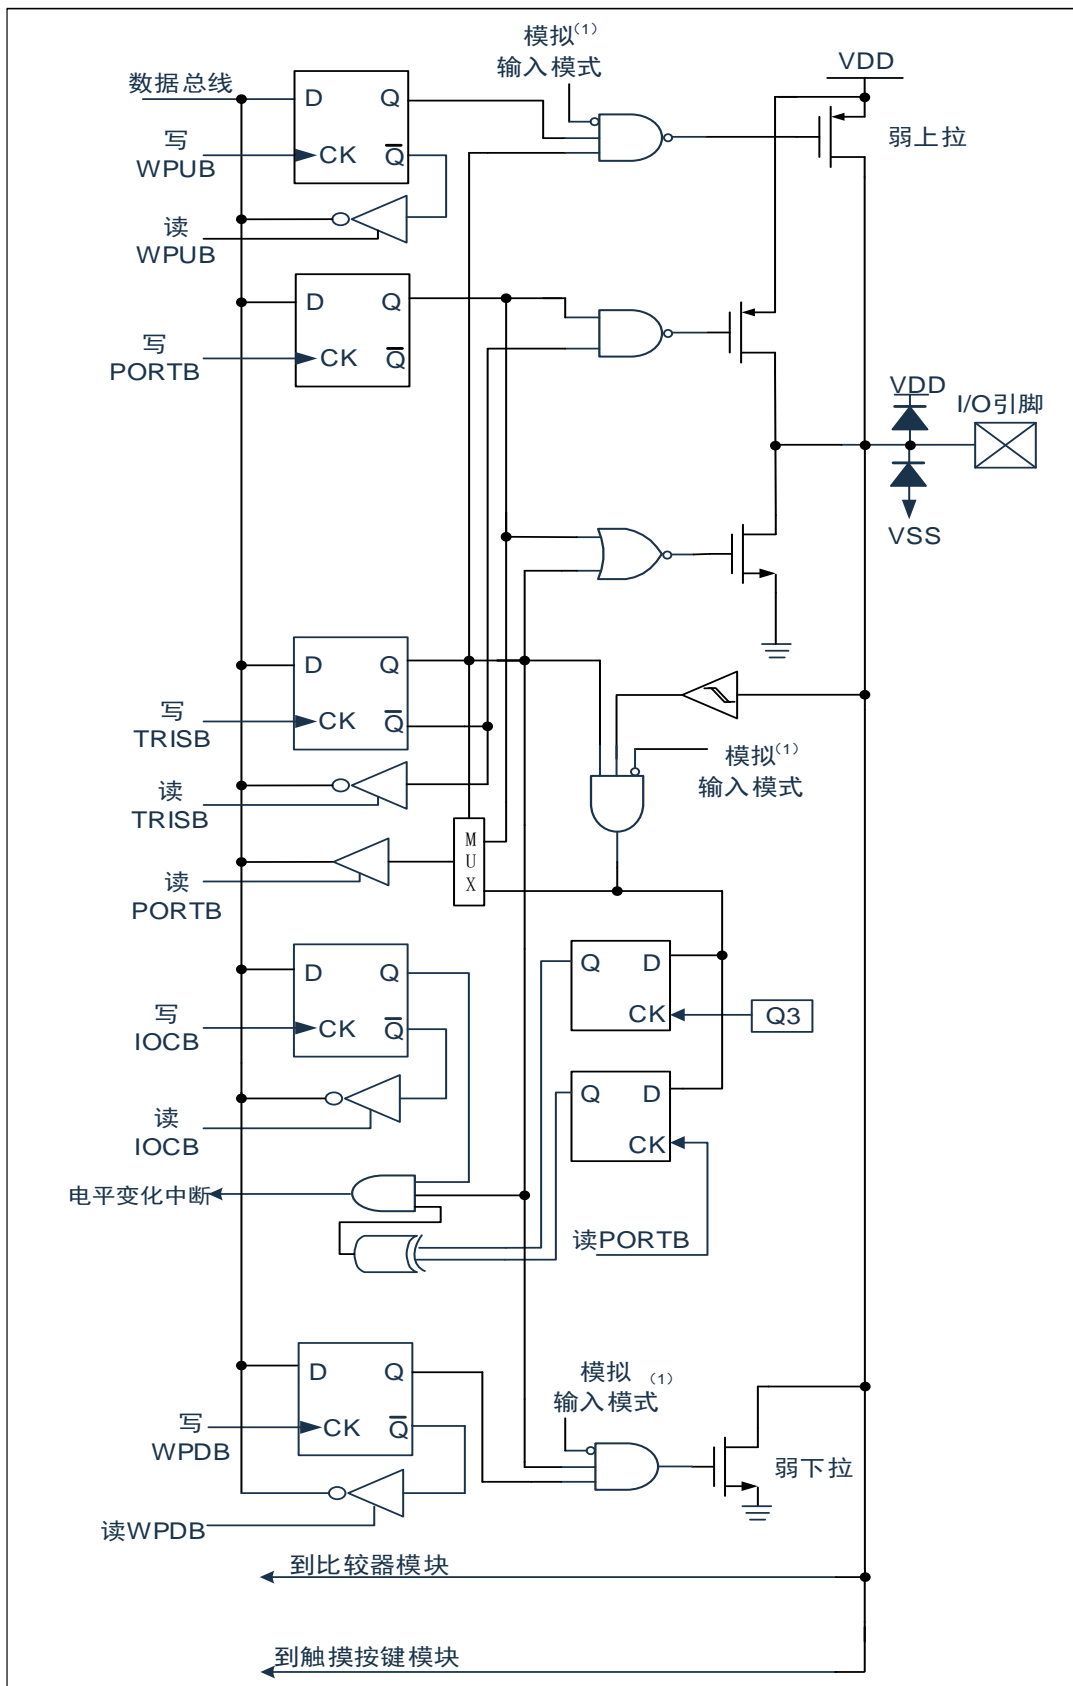 模拟(1)
输入模式
VDD
数据总线
D Q
弱上拉
写
WPUB
CK Q
读
WPUB
D Q
写
PORTB
CK Q
VDD
I/O引脚
VSS
D Q
写
TRISB
CK Q
模拟(1)
输入模式
读
TRISB
MUX
读
PORTB
D Q
Q D
写
IOCB
CK Q
CK
Q3
Q D
读
IOCB
CK
电平变化中断
读PORTB
D Q
模拟(1)
输入模式
写
WPDB
CK Q
弱下拉
读WPDB
到比较器模块
到触摸按键模块